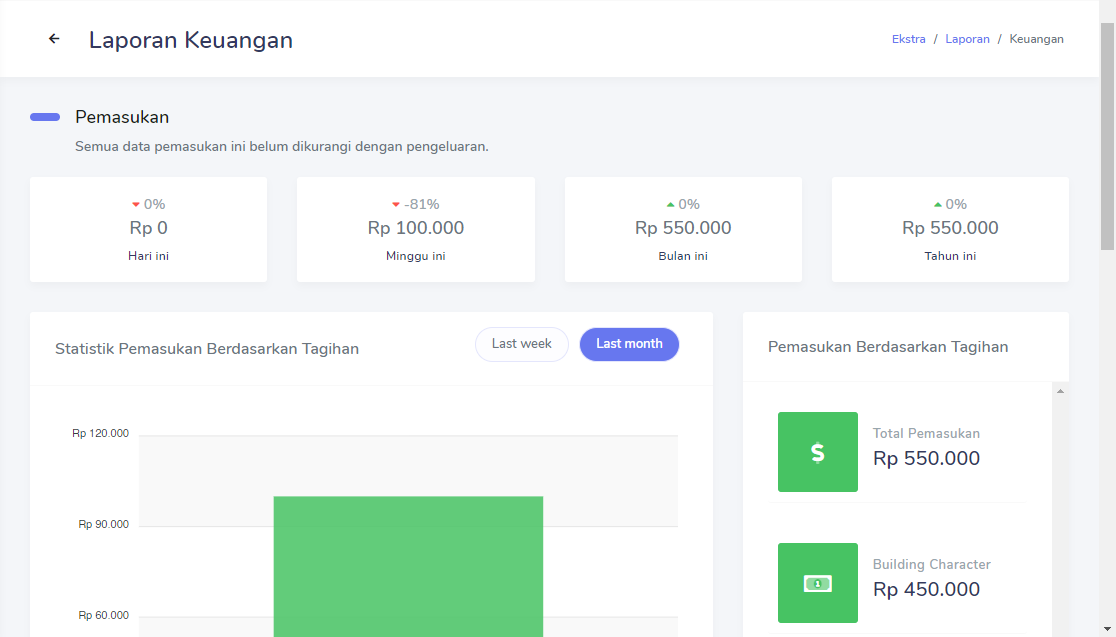 Laporan Keuangan
Ekstra / Laporan / Keuangan
Pemasukan
Semua data pemasukan ini belum dikurangi dengan pengeluaran.
0%
Rp 0
Hari ini
-81%
Rp 100.000
Minggu ini
0%
Rp 550.000
Bulan ini
0%
Rp 550.000
Tahun ini
Statistik Pemasukan Berdasarkan Tagihan
Last week
Last month
Rp 120.000
Rp 90.000
Rp 60.000
Pemasukan Berdasarkan Tagihan
$
Total Pemasukan
Rp 550.000
1
Building Character
Rp 450.000